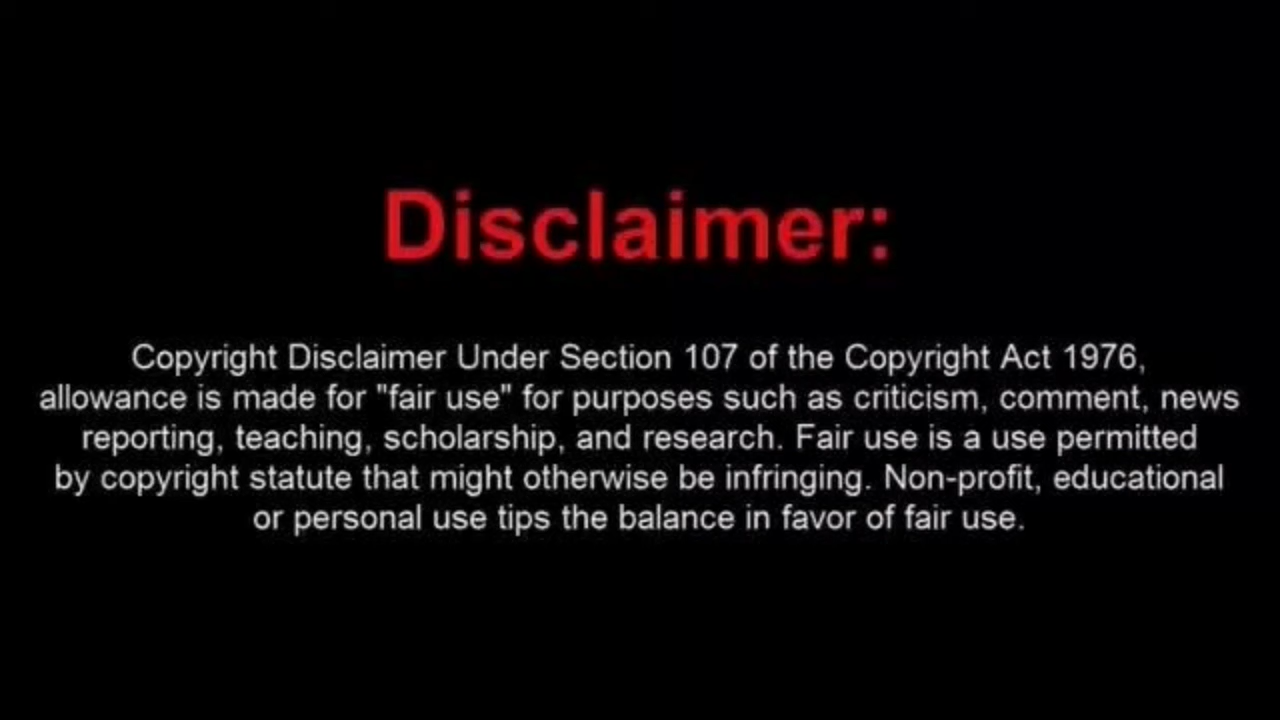 Disclaimer:
Copyright Disclaimer Under Section 107 of the Copyright Act 1976,
allowance is made for "fair use" for purposes such as criticism, comment, news
reporting, teaching, scholarship, and research. Fair use is a use permitted
by copyright statute that might otherwise be infringing. Non-profit, educational
or personal use tips the balance in favor of fair use.